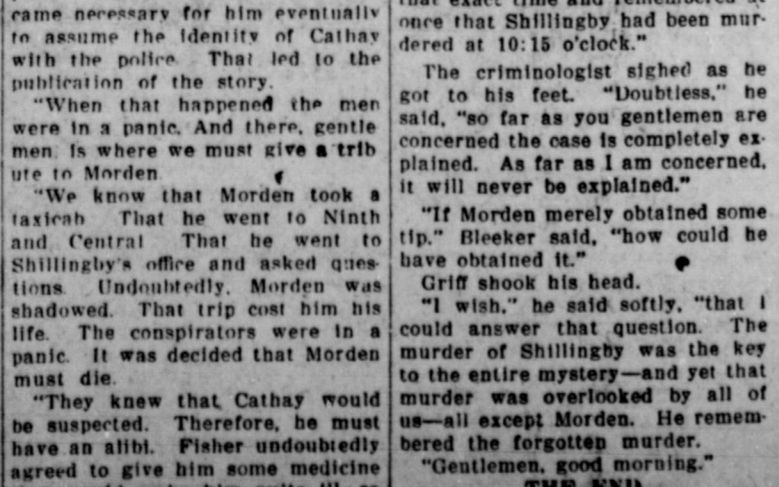 came necessary for him eventually
to assume the identity of Cathay
with the police. That led to the
publication of the story.
"When that happened the men
were in a panic. And there, gentle
men, is where we must give a trib
ute to Morden
"We know that Morden took a
taxicab That he went to Ninth
and Central That he went to
Shillingby's office and asked ques-
tions. Undoubtedly, Morden was
shadowed. That trip cost him his
life. The conspirators were in a
panic. It was decided that Morden
must die.
"They knew that Cathay would
be suspected. Therefore, he must
have an alibi. Fisher undoubtedly
agreed to give him some medicine
that exact time and remembered at
once that Shillingby had been mur-
dered at 10:15 o'clock."
The criminologist sighed as he
got to his feet. "Doubtless," he
said, "so far as you gentlemen are
concerned the case is completely ex-
plained. As far as I am concerned,
it will never be explained."
"If Morden merely obtained some
tip," Bleeker said, "how could he
have obtained it."
Griff shook his head.
"I wish," he said softly, "that I
could answer that question. The
murder of Shillingby was the key
to the entire mystery—and yet that
murder was overlooked by all of
us—all except Morden. He remem-
bered the forgotten murder.
"Gentlemen, good morning."
THE END